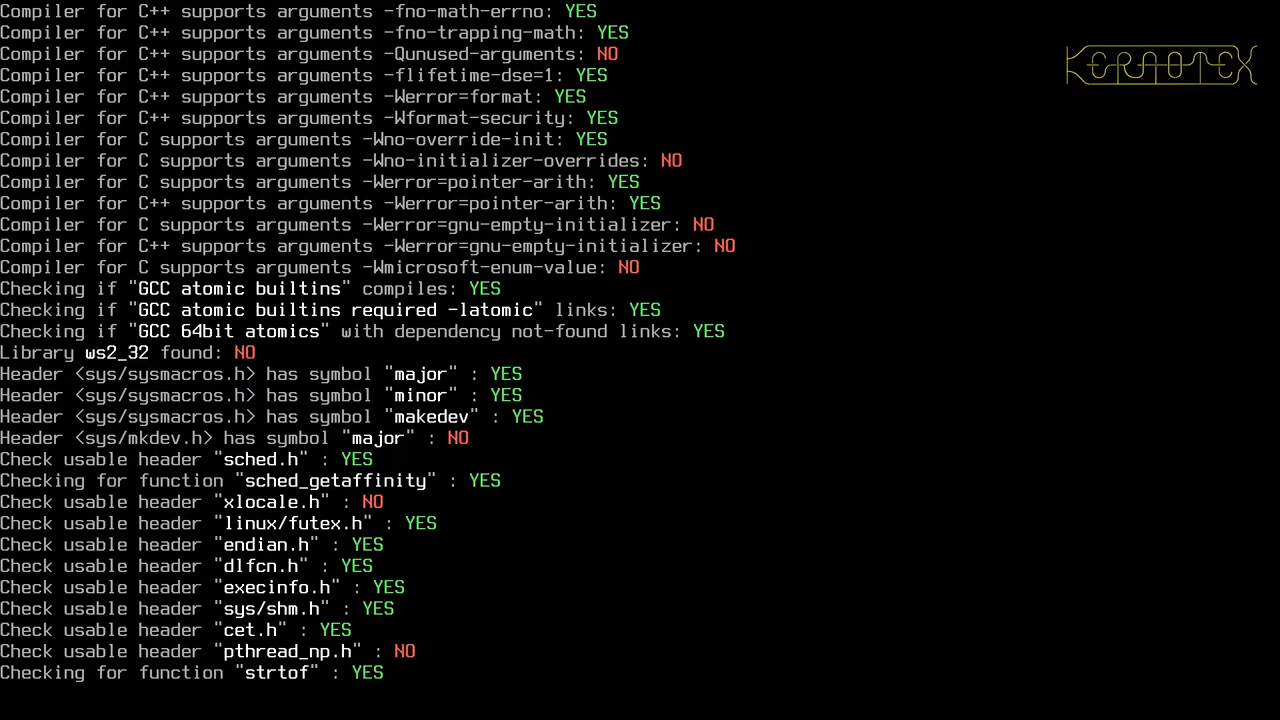 Compiler for C++ supports arguments -fno-math-errno: YES
Compiler for C++ supports arguments -fno-trapping-math: YES
Compiler for C++ supports arguments -Qunused-arguments: NO
Compiler for C++ supports arguments -flifetime-dse=1: YES
Compiler for C++ supports arguments -Werror=format: YES
Compiler for C++ supports arguments -Wformat-security: YES
Compiler for C supports arguments -Wno-override-init: YES
Compiler for C supports arguments -Wno-initializer-overrides: NO
Compiler for C supports arguments -Werror=pointer-arith: YES
Compiler for C++ supports arguments -Werror=pointer-arith: YES
Compiler for C supports arguments -Werror=gnu-empty-initializer: NO
Compiler for C++ supports arguments -Werror=gnu-empty-initializer: NO
Compiler for C supports arguments -Wmicrosoft-enum-value: NO
Checking if "GCC atomic builtins" compiles: YES
Checking if "GCC atomic builtins required -latomic" links: YES
Checking if "GCC 64bit atomics" with dependency not-found links: YES
Library ws2_32 found: NO
Header <sys/sysmacros.h> has symbol "major" : YES
Header <sys/sysmacros.h> has symbol "minor" : YES
Header <sys/sysmacros.h> has symbol "makedev" : YES
Header <sys/mkdev.h> has symbol "major" : NO
Check usable header "sched.h" : YES
Checking for function "sched_getaffinity" : YES
Check usable header "xlocale.h" : NO
Check usable header "linux/futex.h" : YES
Check usable header "endian.h" : YES
Check usable header "dlfcn.h" : YES
Check usable header "execinfo.h" : YES
Check usable header "sys/shm.h" : YES
Check usable header "cet.h" : YES
Check usable header "pthread_np.h" : NO
Checking for function "strtof" : YES